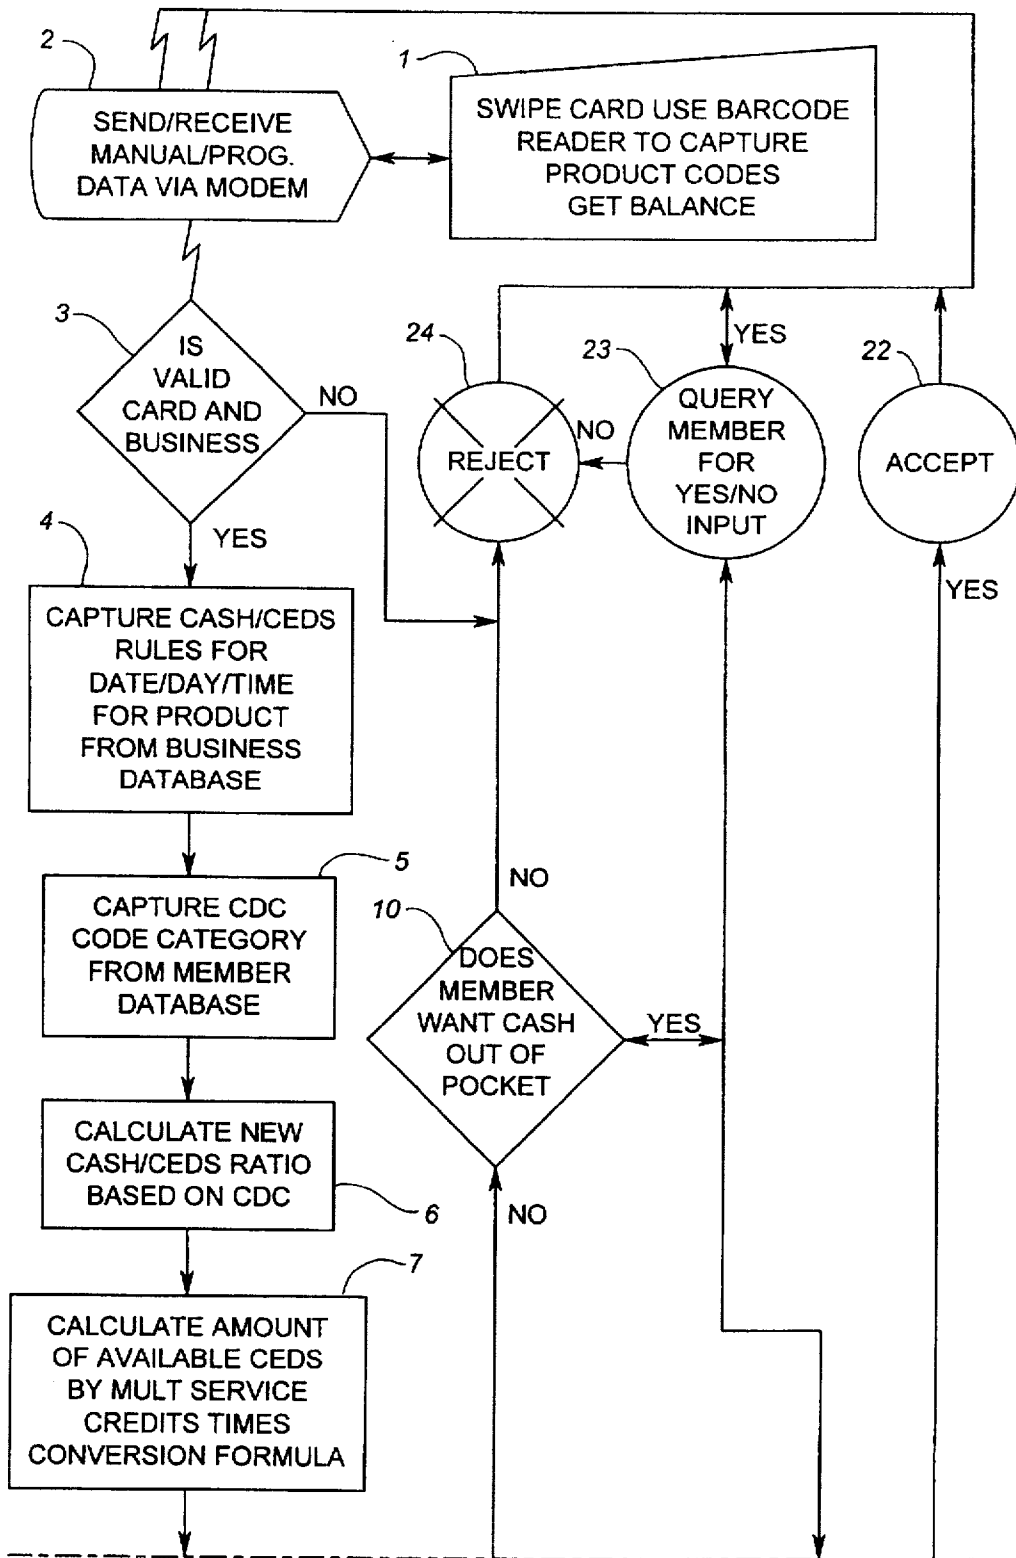 2
SEND/RECEIVE
MANUAL/PROG.
DATA VIA MODEM
1
SWIPE CARD USE BARCODE
READER TO CAPTURE
PRODUCT CODES
GET BALANCE
3
IS
VALID
CARD AND
BUSINESS
NO
YES
24
REJECT
NO
23
YES
QUERY
MEMBER
FOR
YES/NO
INPUT
22
ACCEPT
YES
4
CAPTURE CASH/CEDS
RULES FOR
DATE/DAY/TIME
FOR PRODUCT
FROM BUSINESS
DATABASE
5
CAPTURE CDC
CODE CATEGORY
FROM MEMBER
DATABASE
NO
10
DOES
MEMBER
WANT CASH
OUT OF
POCKET
YES
NO
CALCULATE NEW
CASH/CEDS RATIO
BASED ON CDC
6
7
CALCULATE AMOUNT
OF AVAILABLE CEDS
BY MULT SERVICE
CREDITS TIMES
CONVERSION FORMULA